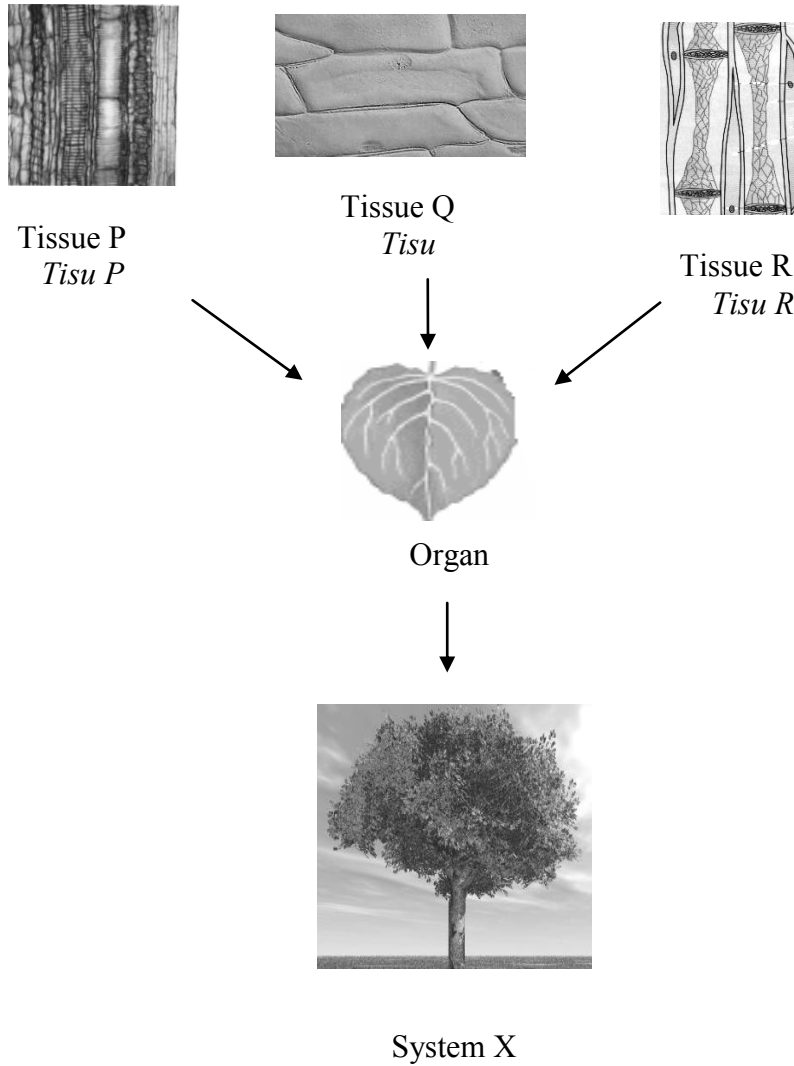 Tissue P
Tisu P
Tissue Q
Tisu
Tissue R
Tisu R
Organ
System X